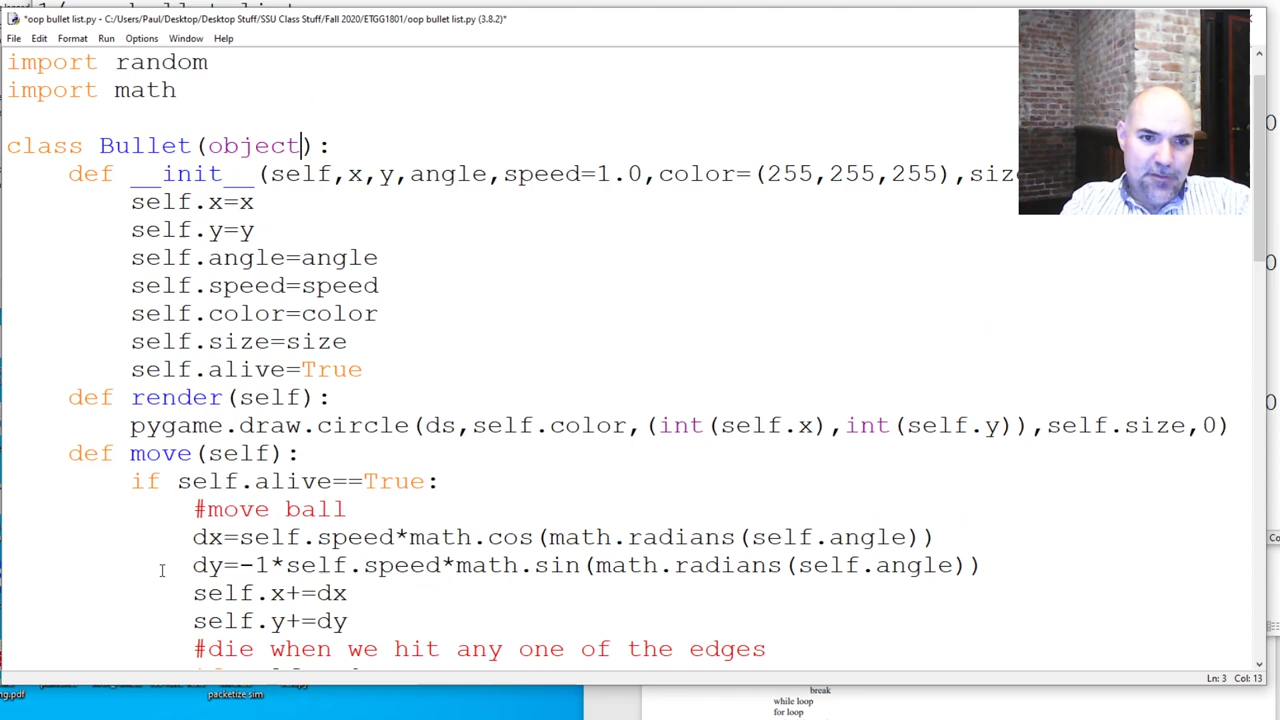 *oop bullet list.py - C:/Users/Paul/Desktop/Desktop Stuff/SSU Class Stuff/Fall 2020/ETGG1801/oop bullet list.py (3.8.2)*
File Edit Format Run Options Window Help
import random
import math
class Bullet(object):
def __init__(self,x,y,angle,speed=1.0,color=(255,255,255),size
self.x=x
self.y=y
self.angle=angle
self.speed=speed
self.color=color
self.size=size
self.alive=True
def render(self):
pygame.draw.circle(ds,self.color,(int(self.x),int(self.y)),self.size,0)
def move(self):
if self.alive==True:
#move ball
dx=self.speed*math.cos(math.radians(self.angle))
dy=-1*self.speed*math.sin(math.radians(self.angle))
self.x+=dx
self.y+=dy
#die when we hit any one of the edges
Ln: 3 Col: 13
ng.pdf
packetize sim
break
while loop
for loop